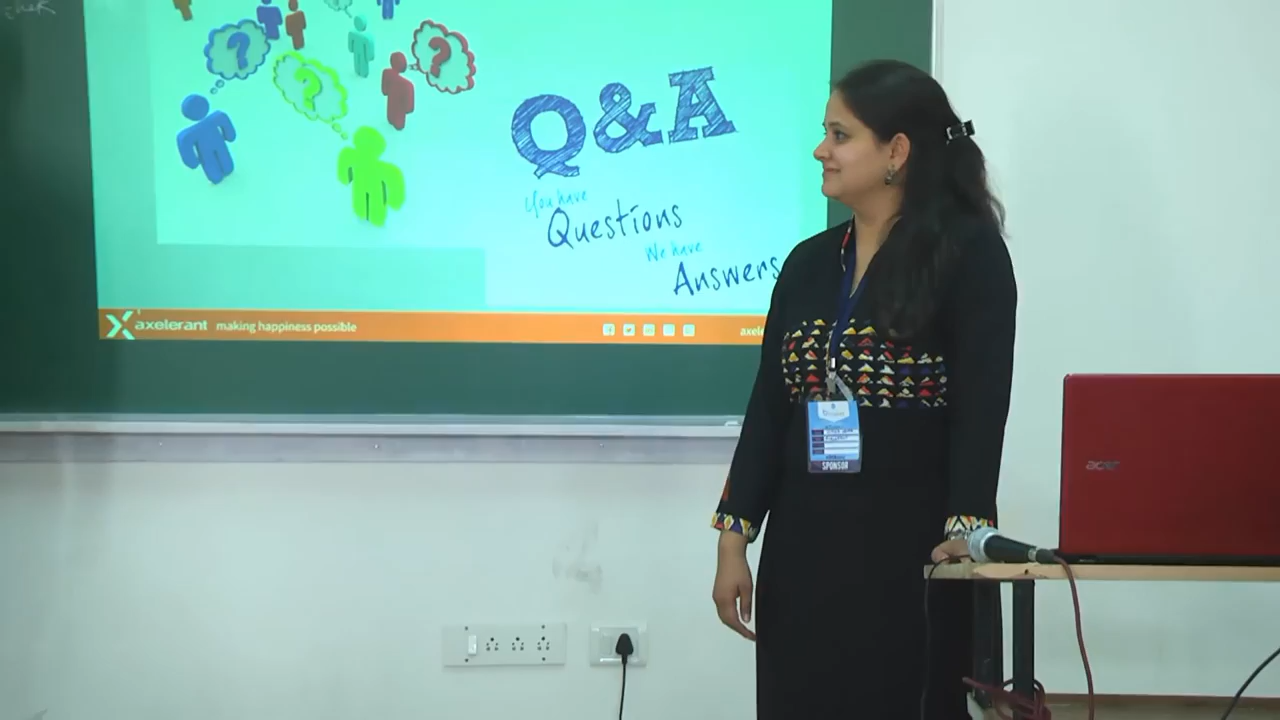 Q&A
You have
Questions
We have
Answers
axelerant making happiness possible
axele
SPONSOR
acer